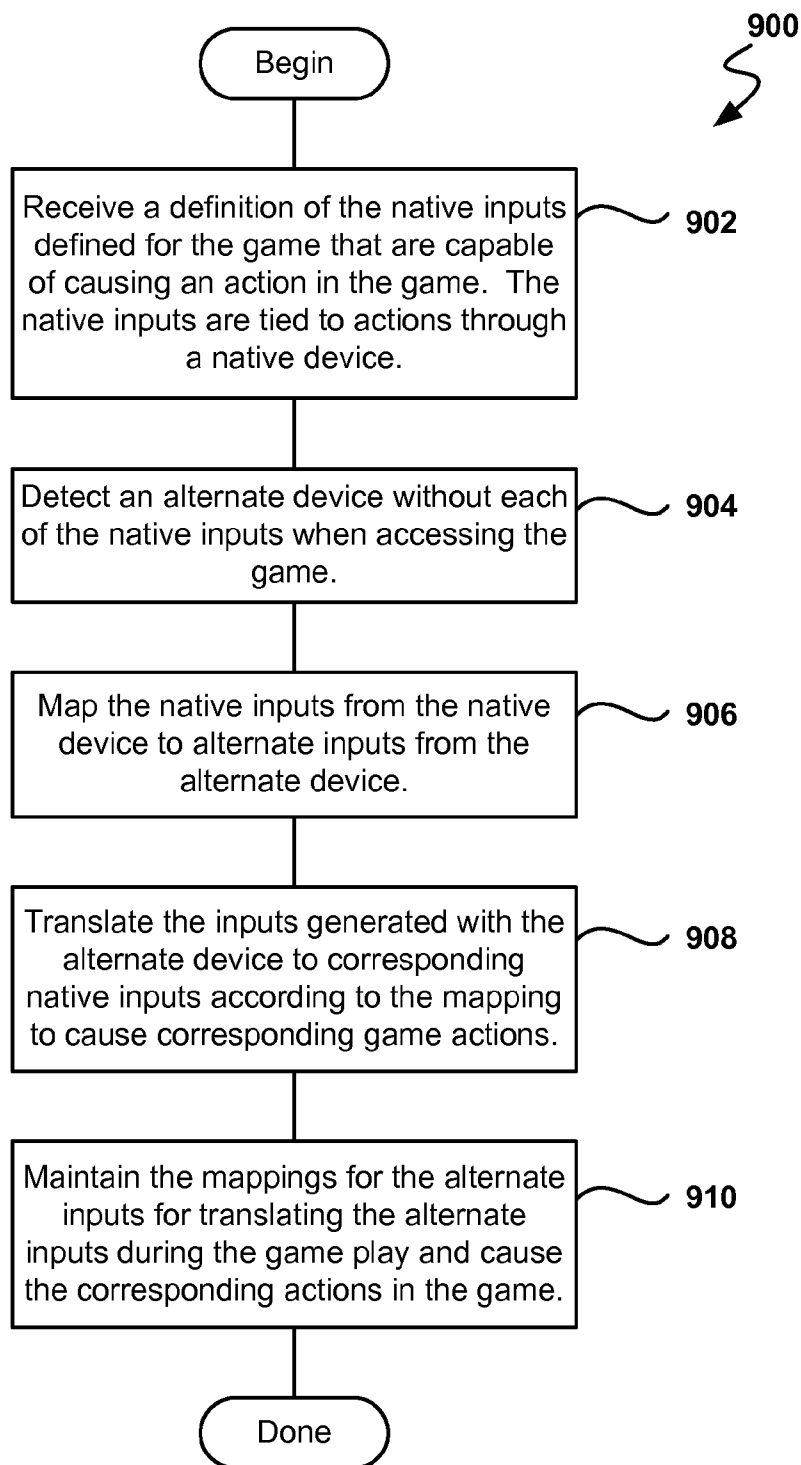 900
Begin
Receive a definition of the native inputs
defined for the game that are capable
of causing an action in the game.  The
native inputs are tied to actions through
a native device.
902
Detect an alternate device without each
of the native inputs when accessing the
game.
904
Map the native inputs from the native
device to alternate inputs from the
alternate device.
906
Translate the inputs generated with the
alternate device to corresponding
native inputs according to the mapping
to cause corresponding game actions.
908
Maintain the mappings for the alternate
inputs for translating the alternate
inputs during the game play and cause
the corresponding actions in the game.
910
Done